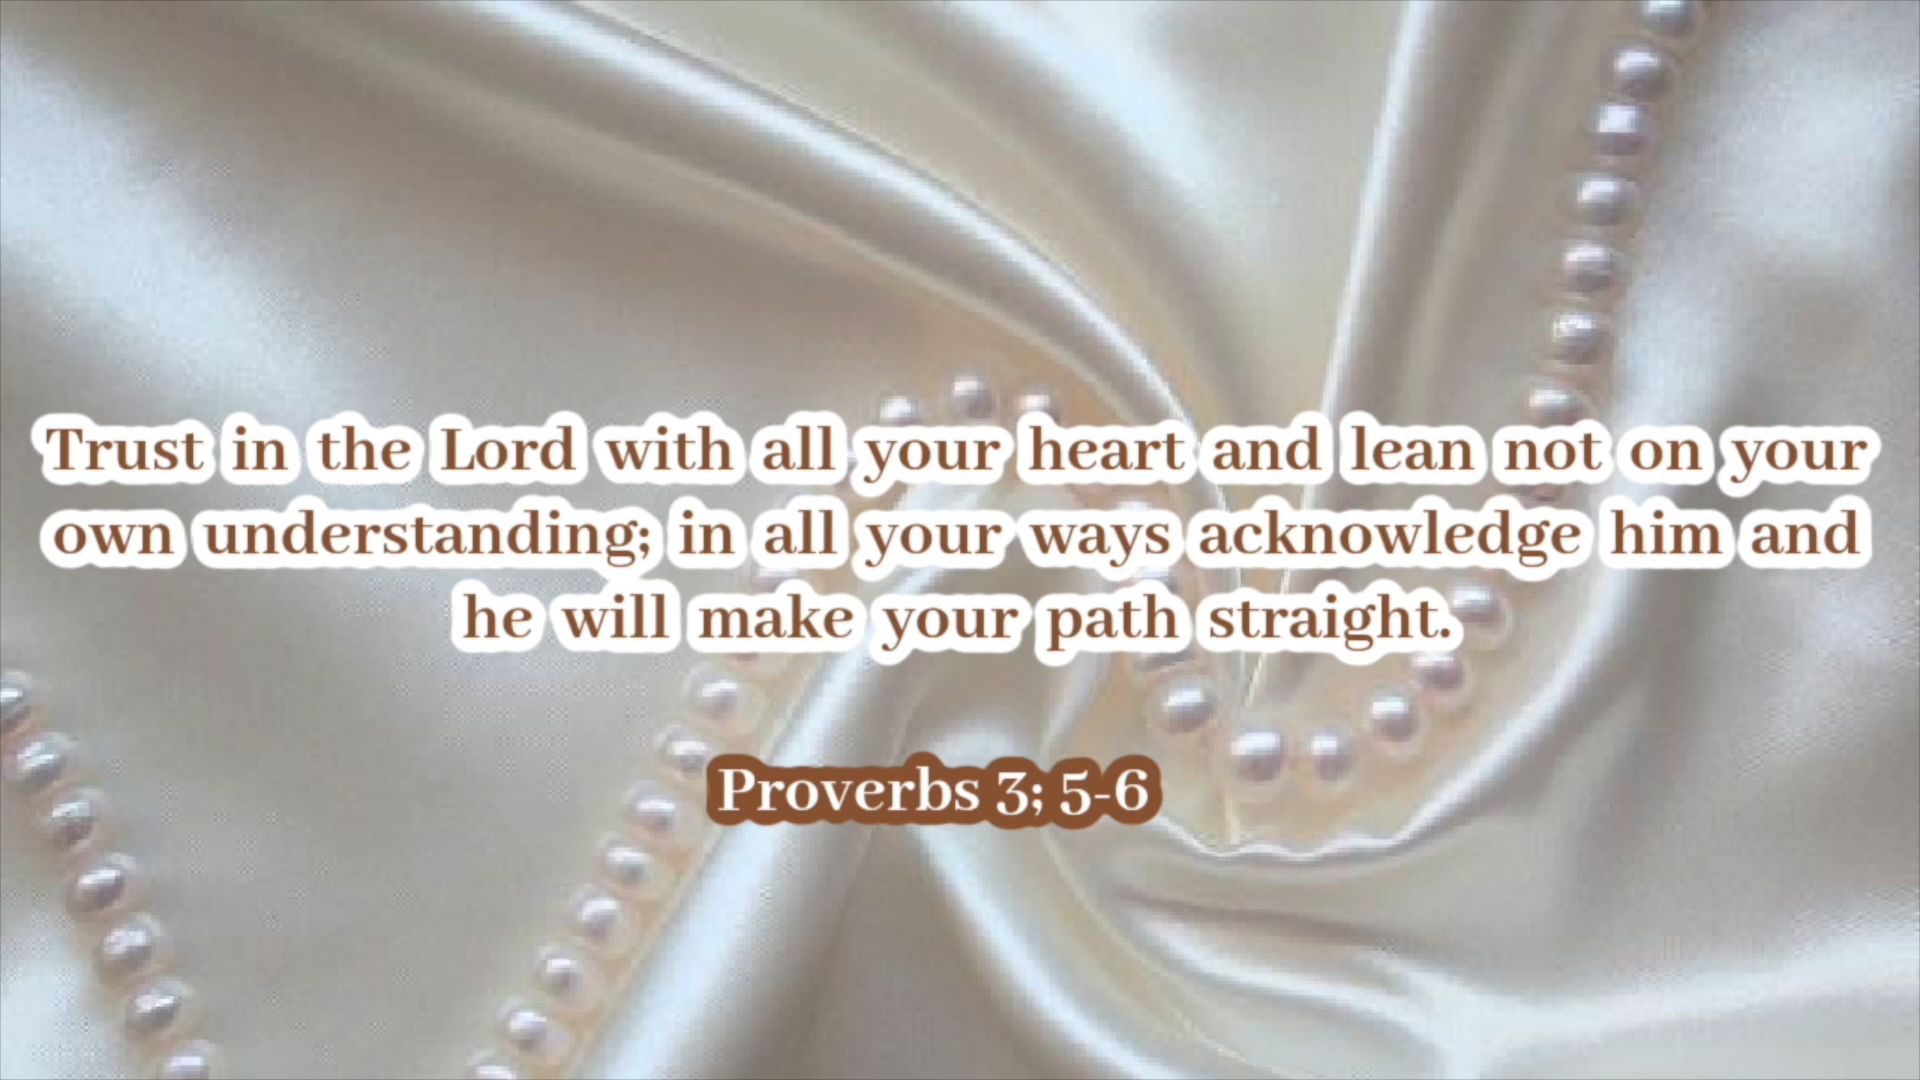 Trust in the Lord with all your heart and lean not on your
own understanding; in all your ways acknowledge him and
he will make your path straight.
Proverbs 3; 5-6